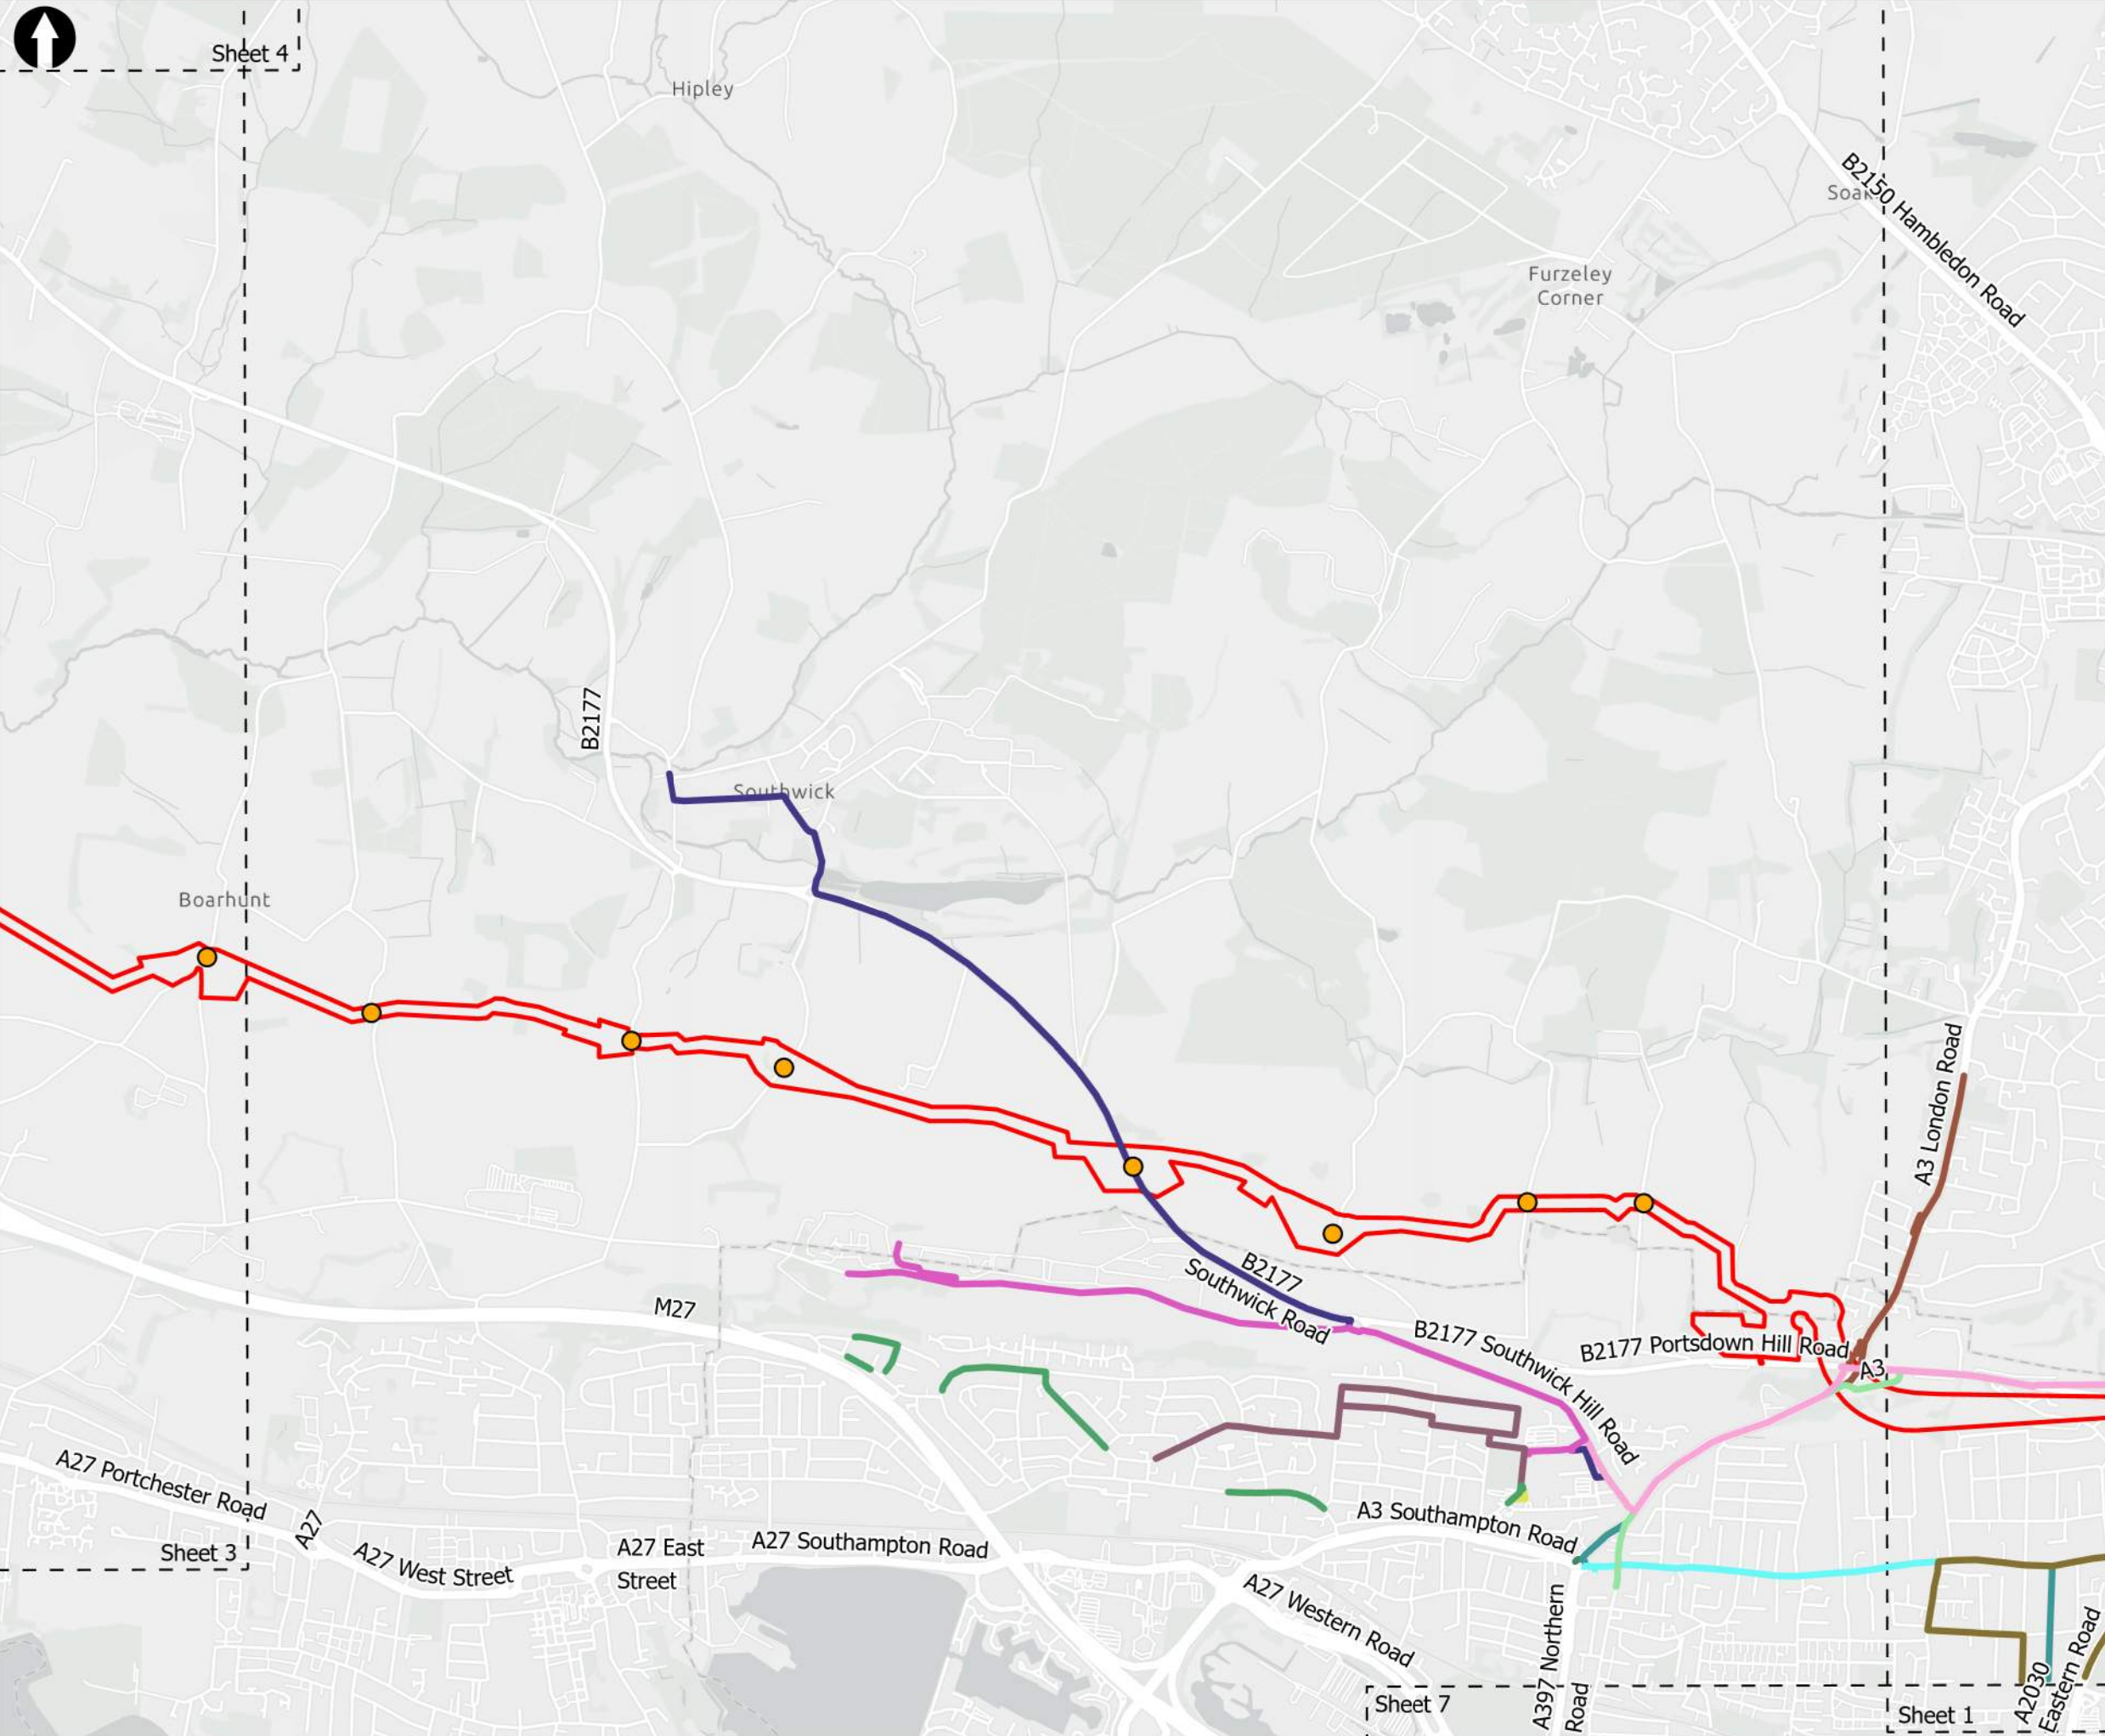 Sheet 4
Hipley
B2150 Hambledon Road
Soak
Furzeley
Corner
B2177
Southwick
Boarhunt
A3 London Road
B2177
Southwick Road
M27
B2177 Southwick Hill Road
B2177 Portsdown Hill Road
A3
A27 Portchester Road
A27
A3 Southampton Road
Sheet 3
A27 West Street
A27 East
Street
A27 Southampton Road
A27 Western Road
A397 Northern
Road
Sheet 7
Sheet 1
A2030
Eastern Road